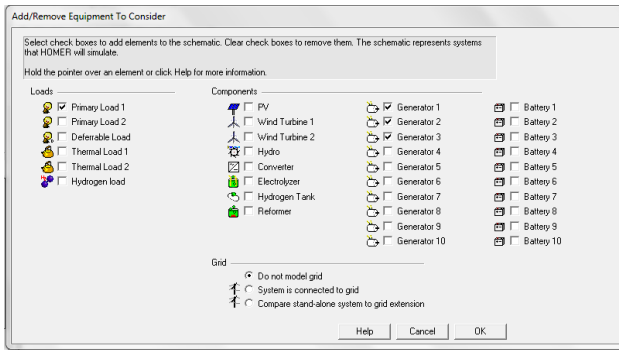 Add/Remove Equipment To Consider
Select check boxes to add elements to the schematic. Clear check boxes to remove them. The schematic represents systems
that HOMER will simulate.
Hold the pointer over an element or click Help for more information.
Loads
Primary Load 1
Primary Load 2
Deferrable Load
Thermal Load 1
Thermal Load 2
Hydrogen load
Components
PV
Wind Turbine 1
Wind Turbine 2
Hydro
Converter
Electrolyzer
Hydrogen Tank
Reformer
Generator 1
Generator 2
Generator 3
Generator 4
Generator 5
Generator 6
Generator 7
Generator 8
Generator 9
Generator 10
Battery 1
Battery 2
Battery 3
Battery 4
Battery 5
Battery 6
Battery 7
Battery 8
Battery 9
Battery 10
Grid
Do not model grid
System is connected to grid
Compare stand-alone system to grid extension
Help
Cancel
OK